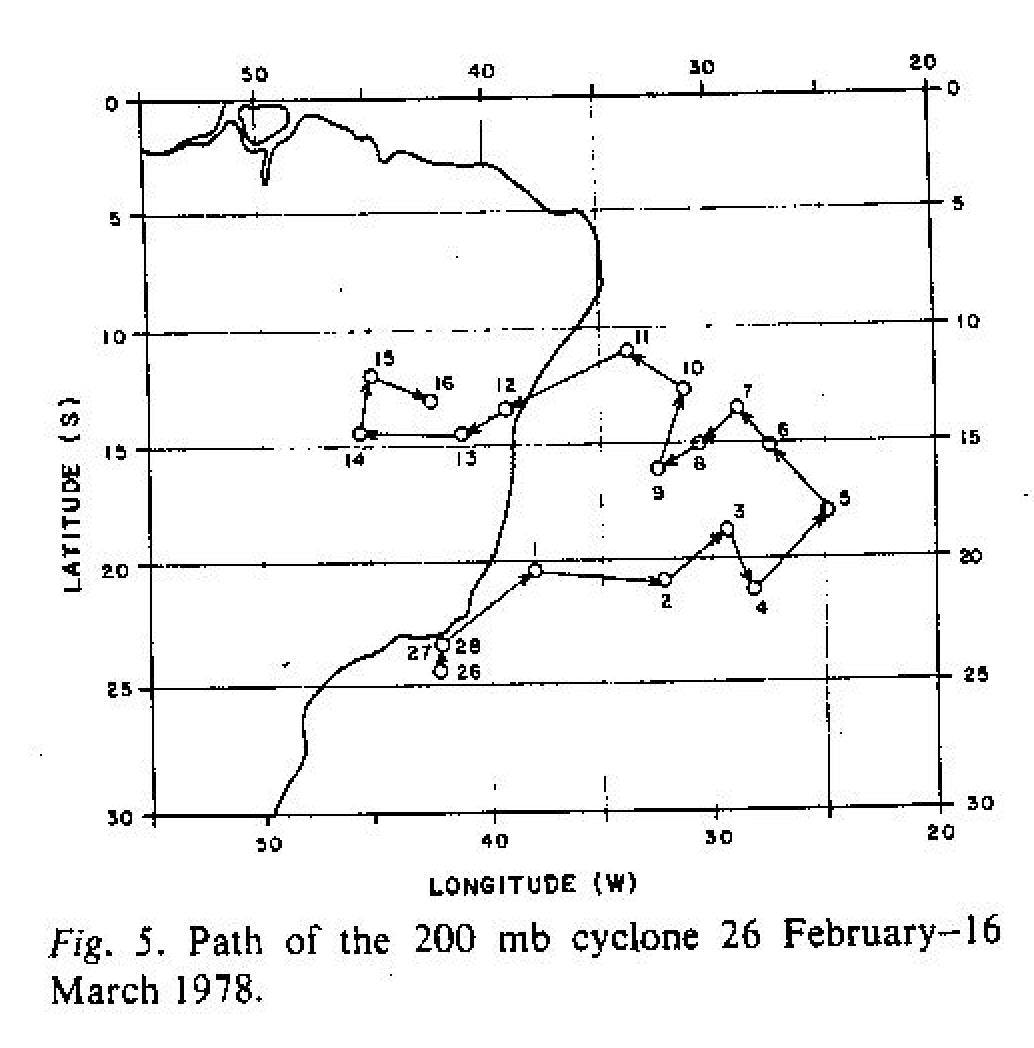 50 40 30 20
0 0
5 5
10 10
11
15 10
16 12 7
6
14 13 8 15
15
9
5
3
20 20
2 4
27 28
26
25 25
30 30
50 40 30 20
LATITUDE (S)
LONGITUDE (W)
Fig. 5. Path of the 200 mb cyclone 26 February–16
March 1978.